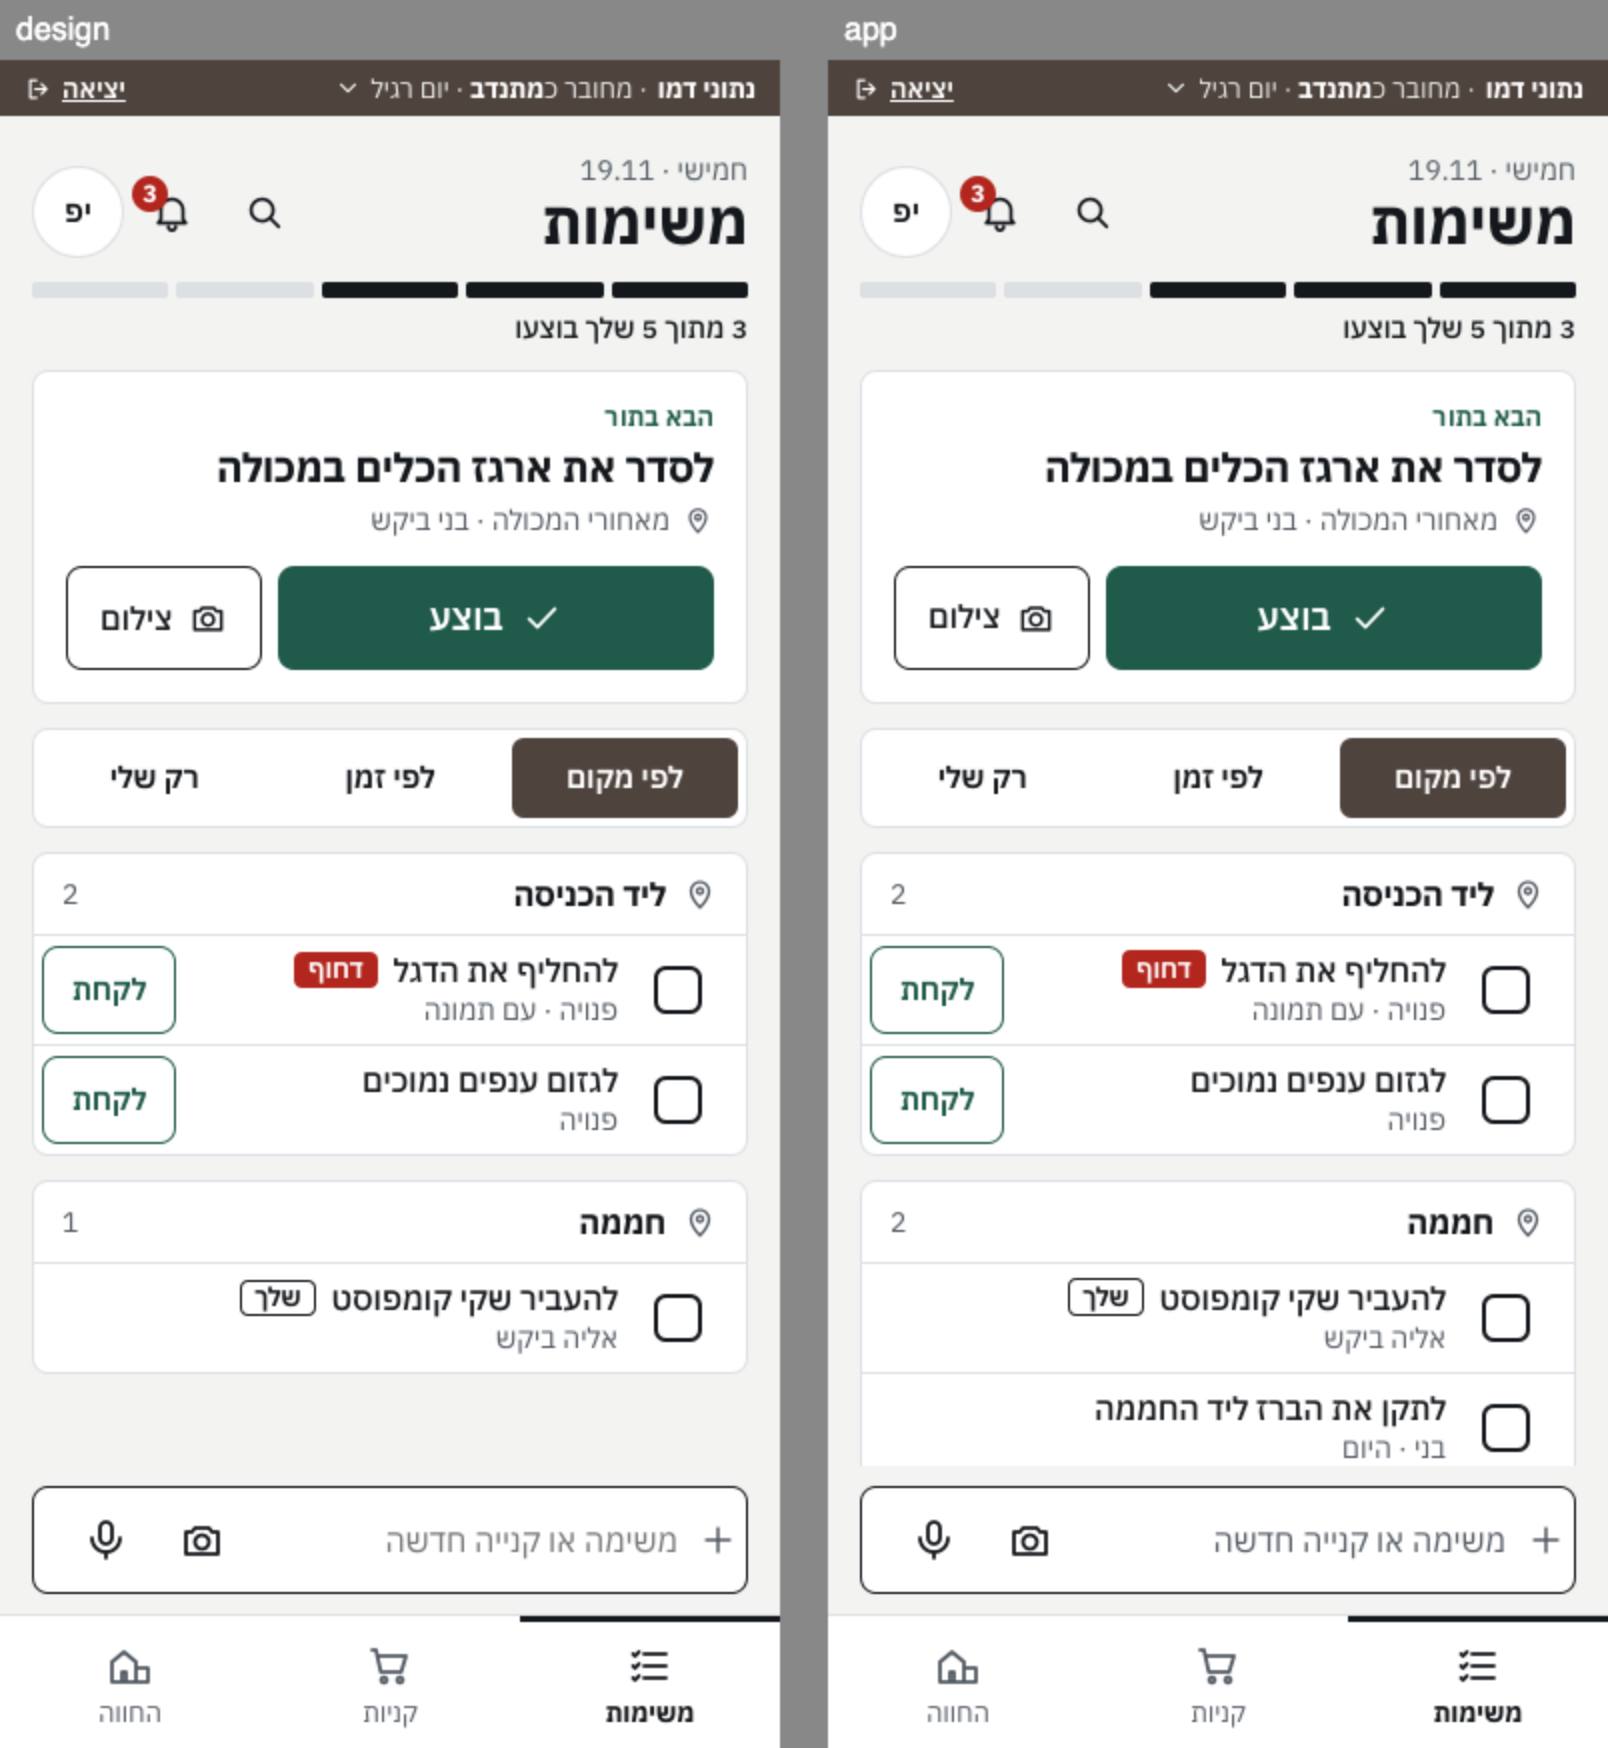 design
נתוני דמו · מחובר כמתנדב · יום רגיל
יציאה
חמישי · 19.11
משימות
3
יפ
3 מתוך 5 שלך בוצעו
הבא בתור
לסדר את ארגז הכלים במכולה
מאחורי המכולה · בני ביקש
בוצע
צילום
לפי מקום
לפי זמן
רק שלי
ליד הכניסה
2
להחליף את הדגל
דחוף
פנויה · עם תמונה
לקחת
לגזום ענפים נמוכים
פנויה
לקחת
חממה
1
להעביר שקי קומפוסט
שלך
אליה ביקש
משימה או קנייה חדשה
משימות
קניות
החווה
app
נתוני דמו · מחובר כמתנדב · יום רגיל
יציאה
חמישי · 19.11
משימות
3
יפ
3 מתוך 5 שלך בוצעו
הבא בתור
לסדר את ארגז הכלים במכולה
מאחורי המכולה · בני ביקש
בוצע
צילום
לפי מקום
לפי זמן
רק שלי
ליד הכניסה
2
להחליף את הדגל
דחוף
פנויה · עם תמונה
לקחת
לגזום ענפים נמוכים
פנויה
לקחת
חממה
2
להעביר שקי קומפוסט
שלך
אליה ביקש
לתקן את הברז ליד החממה
בני · היום
משימה או קנייה חדשה
משימות
קניות
החווה